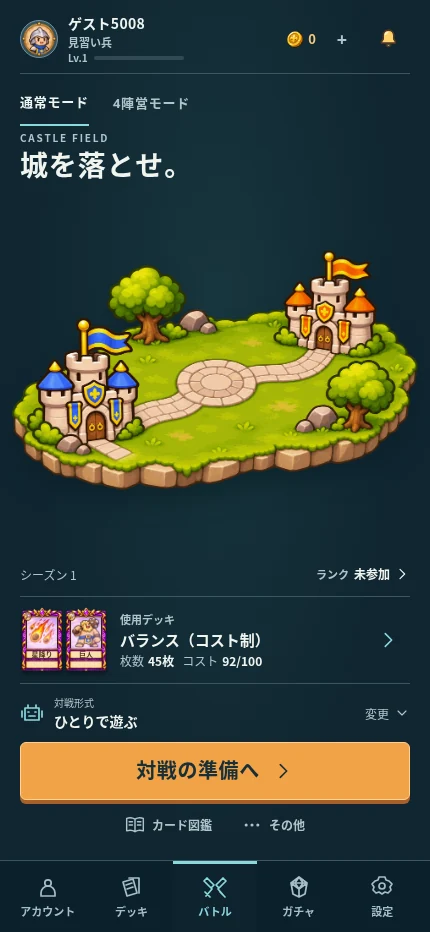 ゲスト5008
見習い兵
Lv.1
0 +
通常モード 4陣営モード
CASTLE FIELD
城を落とせ。
シーズン 1 ランク 未参加
使用デッキ
バランス（コスト制）
枚数 45枚 コスト 92/100
巨人
対戦形式
ひとりで遊ぶ
変更
対戦の準備へ
カード図鑑 その他
アカウント デッキ バトル ガチャ 設定